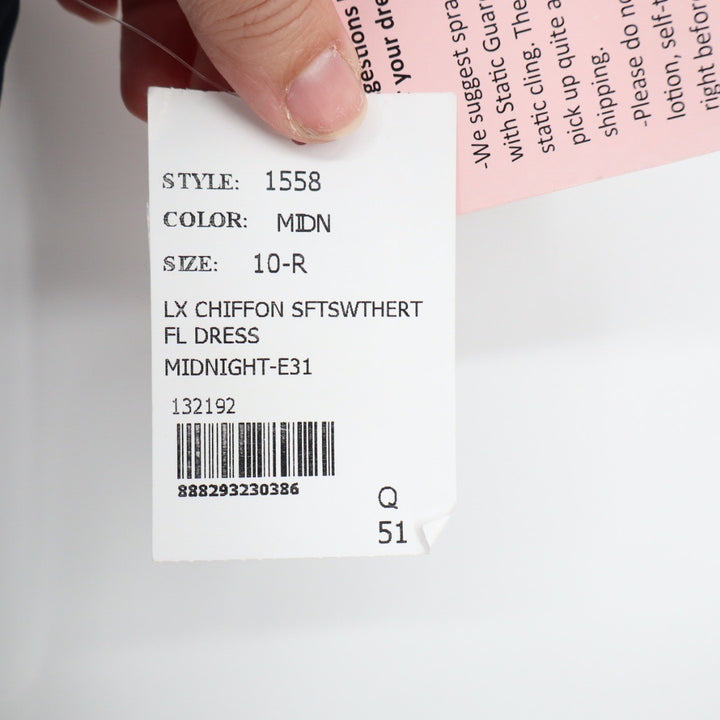 STYLE: 1558
COLOR: MIDN
SIZE: 10-R
LX CHIFFON SFTSWTHERT
FL DRESS
MIDNIGHT-E31
132192
888293230386
Q
51
your dre
-We suggest spra
with Static Guar
static cling. The
pick up quite a
shipping.
-Please do no
lotion, self-t
right befor